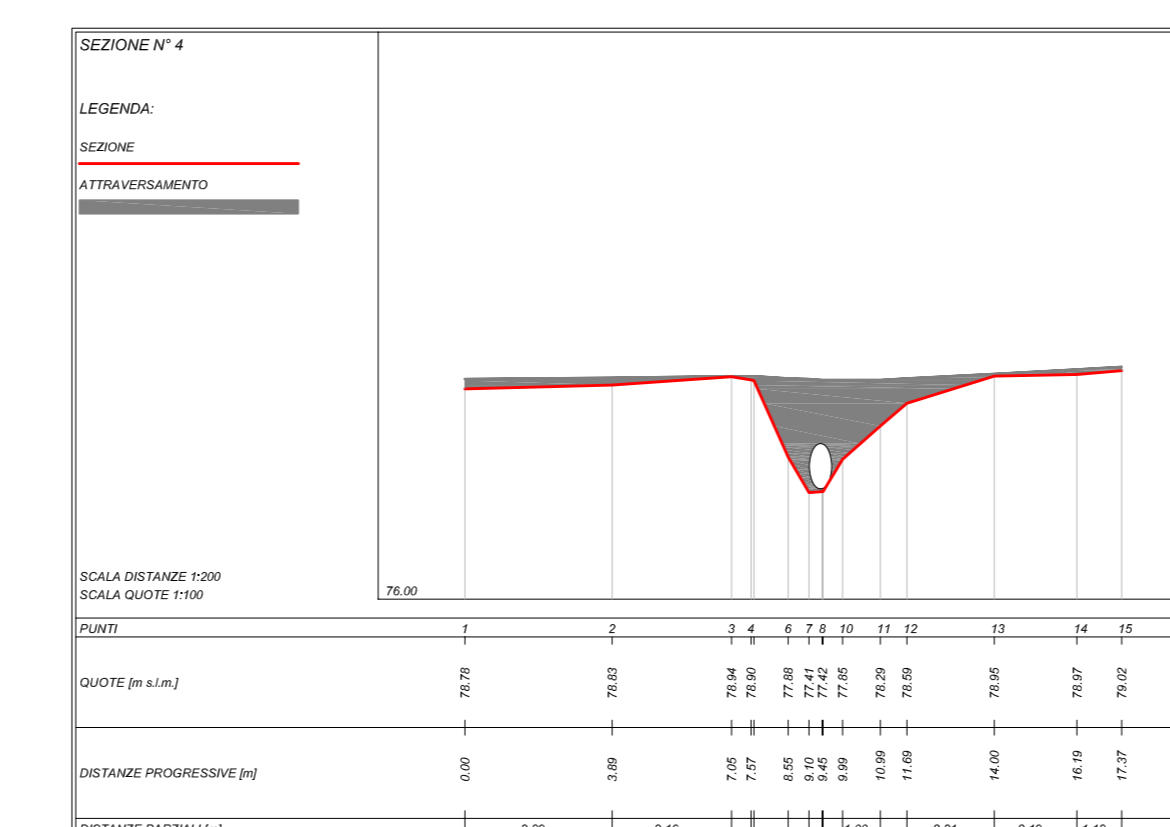 SEZIONE N° 4
LEGENDA:
SEZIONE
ATTRAVERSAMENTO
SCALA DISTANZE 1:200
SCALA QUOTE 1:100
76.00
PUNTI 1 2 3 4 6 7 8 10 11 12 13 14 15
QUOTE [m s.l.m.] 78.78 78.83 78.94 78.90 77.88 77.41 77.42 77.85 78.29 78.59 78.95 78.97 79.02
DISTANZE PROGRESSIVE [m] 0.00 3.89 7.05 7.57 8.55 9.10 9.45 9.99 10.99 11.69 14.00 16.19 17.37